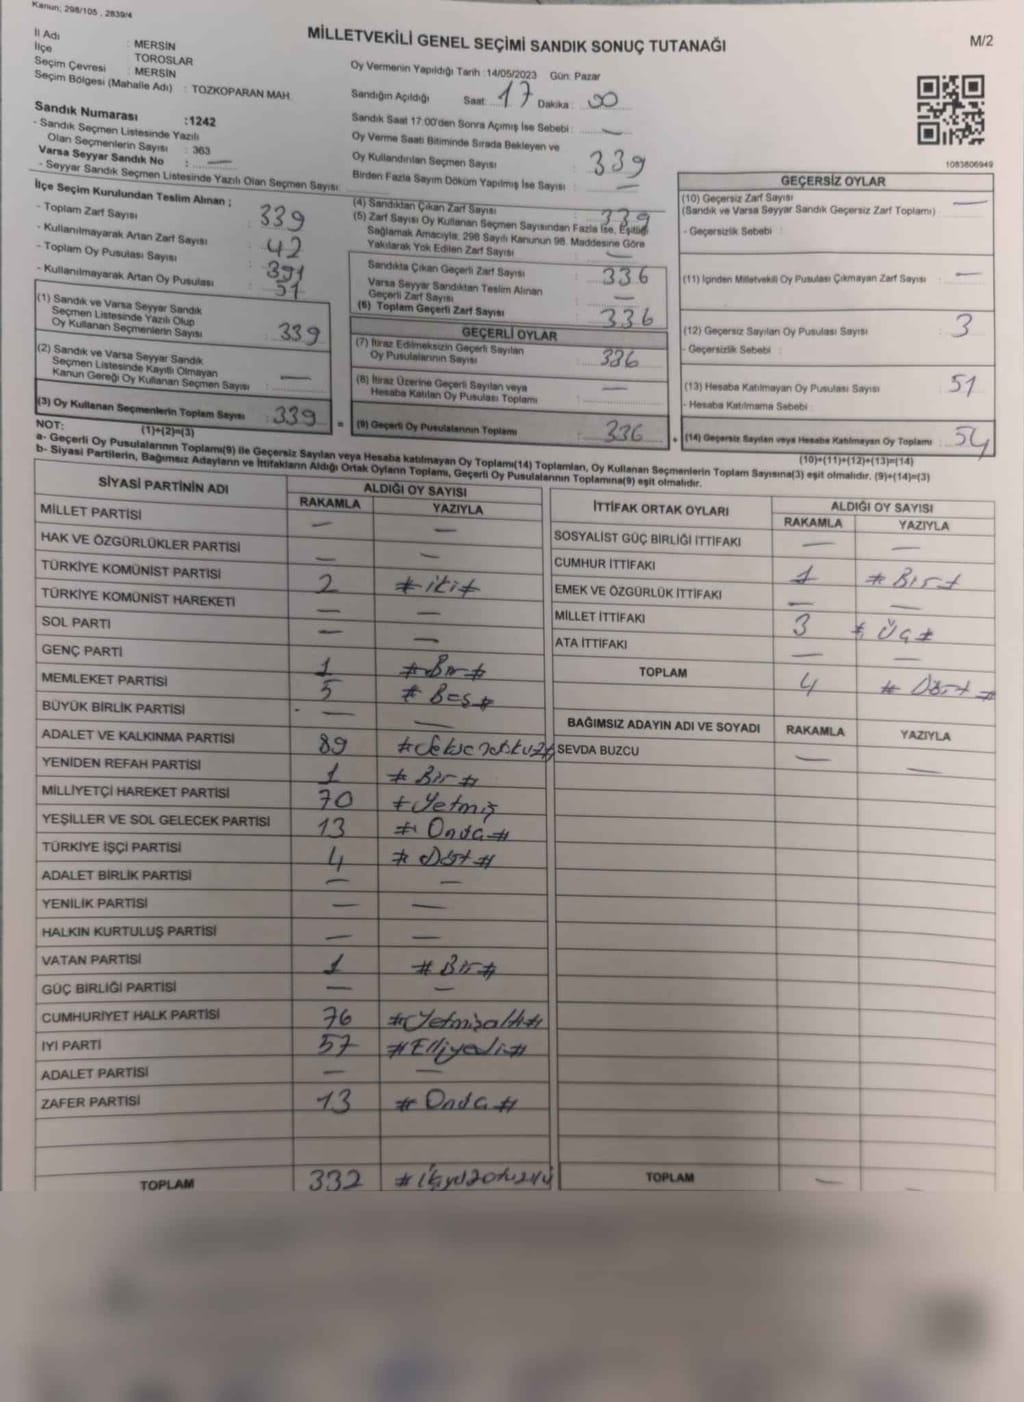 Kanun; 298/105 , 2839/4
MİLLETVEKİLİ GENEL SEÇİMİ SANDIK SONUÇ TUTANAĞI
M/2
İl Adı : MERSİN
İlçe : TOROSLAR
Seçim Çevresi : MERSİN
Seçim Bölgesi (Mahalle Adı) : TOZKOPARAN MAH.
Sandık Numarası :1242
- Sandık Seçmen Listesinde Yazılı
Olan Seçmenlerin Sayısı : 363
Varsa Seyyar Sandık No : —
- Seyyar Sandık Seçmen Listesinde Yazılı Olan Seçmen Sayısı:
Oy Vermenin Yapıldığı Tarih :14/05/2023 Gün: Pazar
Sandığın Açıldığı Saat: 17 Dakika : 00
Sandık Saat 17:00'den Sonra Açılmış İse Sebebi : —
Oy Verme Saati Bitiminde Sırada Bekleyen ve
Oy Kullandırılan Seçmen Sayısı : 339
Birden Fazla Sayım Döküm Yapılmış İse Sayısı : —
1083806949
İlçe Seçim Kurulundan Teslim Alınan ;
- Toplam Zarf Sayısı : 339
- Kullanılmayarak Artan Zarf Sayısı : 42
- Toplam Oy Pusulası Sayısı : 391
- Kullanılmayarak Artan Oy Pusulası : 51
(1) Sandık ve Varsa Seyyar Sandık
Seçmen Listesinde Yazılı Olup
Oy Kullanan Seçmenlerin Sayısı : 339
(2) Sandık ve Varsa Seyyar Sandık
Seçmen Listesinde Kayıtlı Olmayan
Kanun Gereği Oy Kullanan Seçmen Sayısı : —
(3) Oy Kullanan Seçmenlerin Toplam Sayısı : 339 =
(1)+(2)=(3)
(4) Sandıktan Çıkan Zarf Sayısı : 339
(5) Zarf Sayısı Oy Kullanan Seçmen Sayısından Fazla İse, Eşitliği
Sağlamak Amacıyla; 298 Sayılı Kanunun 98. Maddesine Göre
Yakılarak Yok Edilen Zarf Sayısı : —
Sandıkta Çıkan Geçerli Zarf Sayısı : 336
Varsa Seyyar Sandıktan Teslim Alınan
Geçerli Zarf Sayısı : —
(6) Toplam Geçerli Zarf Sayısı : 336
GEÇERLİ OYLAR
(7) İtiraz Edilmeksizin Geçerli Sayılan
Oy Pusulalarının Sayısı : 336
(8) İtiraz Üzerine Geçerli Sayılan veya
Hesaba Katılan Oy Pusulası Toplamı : —
(9) Geçerli Oy Pusulalarının Toplamı : 336 +
GEÇERSİZ OYLAR
(10) Geçersiz Zarf Sayısı
(Sandık ve Varsa Seyyar Sandık Geçersiz Zarf Toplamı) : —
- Geçersizlik Sebebi :
(11) İçinden Milletvekili Oy Pusulası Çıkmayan Zarf Sayısı : —
(12) Geçersiz Sayılan Oy Pusulası Sayısı : 3
- Geçersizlik Sebebi :
(13) Hesaba Katılmayan Oy Pusulası Sayısı : 51
- Hesaba Katılmama Sebebi :
(14) Geçersiz Sayılan veya Hesaba Katılmayan Oy Toplamı : 54
(10)+(11)+(12)+(13)=(14)
NOT:
a- Geçerli Oy Pusulalarının Toplamı(9) ile Geçersiz Sayılan veya Hesaba Katılmayan Oy Toplamı(14) Toplamları, Oy Kullanan Seçmenlerin Toplam Sayısına(3) eşit olmalıdır. (9)+(14)=(3)
b- Siyasi Partilerin, Bağımsız Adayların ve İttifakların Aldığı Ortak Oyların Toplamı, Geçerli Oy Pusulalarının Toplamına(9) eşit olmalıdır.
SİYASİ PARTİNİN ADI ALDIĞI OY SAYISI
RAKAMLA YAZIYLA
MİLLET PARTİSİ — —
HAK VE ÖZGÜRLÜKLER PARTİSİ — —
TÜRKİYE KOMÜNİST PARTİSİ 2 # iki #
TÜRKİYE KOMÜNİST HAREKETİ — —
SOL PARTİ — —
GENÇ PARTİ 1 # Bir #
MEMLEKET PARTİSİ 5 # Beş #
BÜYÜK BİRLİK PARTİSİ — —
ADALET VE KALKINMA PARTİSİ 89 # Seksendokuz #
YENİDEN REFAH PARTİSİ 1 # Bir #
MİLLİYETÇİ HAREKET PARTİSİ 70 # Yetmiş
YEŞİLLER VE SOL GELECEK PARTİSİ 13 # Onüç #
TÜRKİYE İŞÇİ PARTİSİ 4 # Dört #
ADALET BİRLİK PARTİSİ — —
YENİLİK PARTİSİ — —
HALKIN KURTULUŞ PARTİSİ — —
VATAN PARTİSİ 1 # Bir #
GÜÇ BİRLİĞİ PARTİSİ — —
CUMHURİYET HALK PARTİSİ 76 # Yetmişaltı #
İYİ PARTİ 57 # Elliyedi #
ADALET PARTİSİ — —
ZAFER PARTİSİ 13 # Onüç #
TOPLAM 332
İTTİFAK ORTAK OYLARI ALDIĞI OY SAYISI
RAKAMLA YAZIYLA
SOSYALİST GÜÇ BİRLİĞİ İTTİFAKI — —
CUMHUR İTTİFAKI 1 # Bir #
EMEK VE ÖZGÜRLÜK İTTİFAKI — —
MİLLET İTTİFAKI 3 # Üç #
ATA İTTİFAKI — —
TOPLAM 4 # Dört #
BAĞIMSIZ ADAYIN ADI VE SOYADI RAKAMLA YAZIYLA
SEVDA BUZCU — —
TOPLAM — —